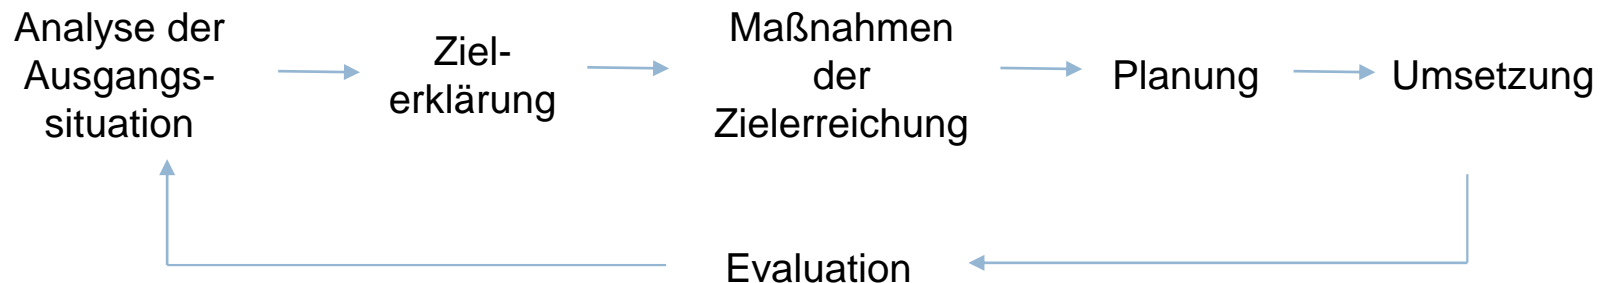 Analyse der
Ausgangs-
situation
Ziel-
erklärung
Maßnahmen
der
Zielerreichung
Planung
Umsetzung
Evaluation